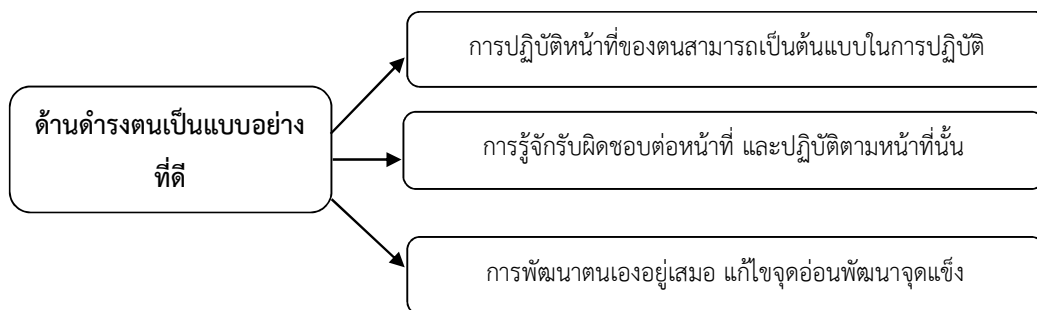 การปฏิบัติหน้าที่ของตนสามารถเป็นต้นแบบในการปฏิบัติ
ด้านดำรงตนเป็นแบบอย่าง
ที่ดี
การรู้จักรับผิดชอบต่อหน้าที่ และปฏิบัติตามหน้าที่นั้น
การพัฒนาตนเองอยู่เสมอ แก้ไขจุดอ่อนพัฒนาจุดแข็ง